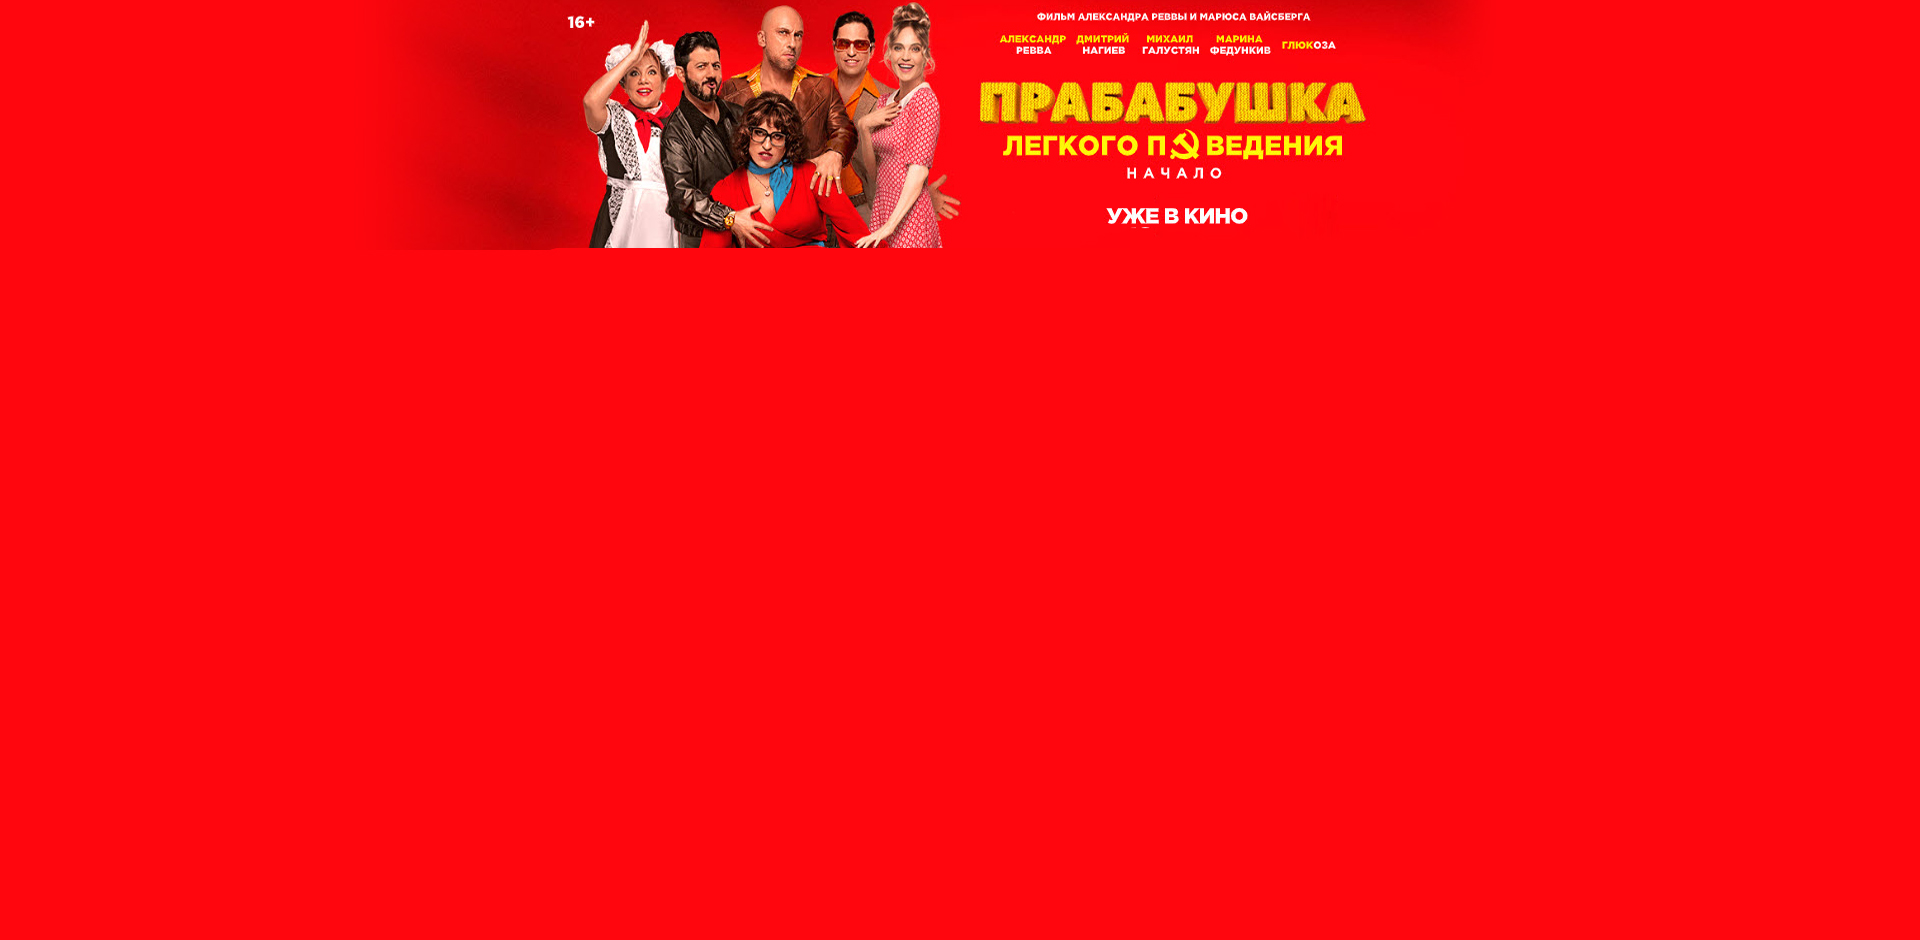 16+
ФИЛЬМ АЛЕКСАНДРА РЕВВЫ И МАРЮСА ВАЙСБЕРГА
АЛЕКСАНДР РЕВВА
ДМИТРИЙ НАГИЕВ
МИХАИЛ ГАЛУСТЯН
МАРИНА ФЕДУНКИВ
ГЛЮКОЗА
ПРАБАБУШКА
ЛЕГКОГО П☭ВЕДЕНИЯ
НАЧАЛО
УЖЕ В КИНО